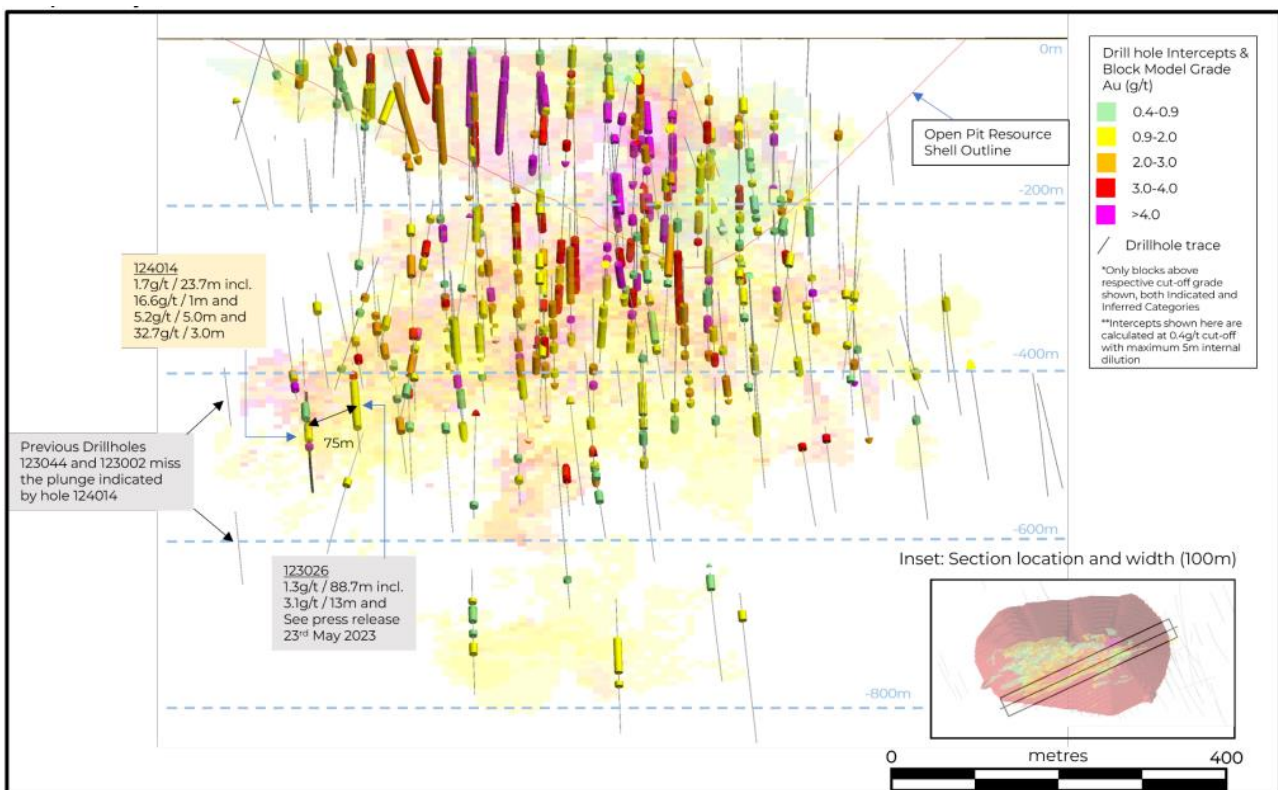 0m
Drill hole Intercepts &
Block Model Grade
Au (g/t)
0.4-0.9
0.9-2.0
2.0-3.0
3.0-4.0
>4.0
Drillhole trace
*Only blocks above
respective cut-off grade
shown, both Indicated and
Inferred Categories
**Intercepts shown here are
calculated at 0.4g/t cut-off
with maximum 5m internal
dilution
Open Pit Resource
Shell Outline
-200m
124014
1.7g/t / 23.7m incl.
16.6g/t / 1m and
5.2g/t / 5.0m and
32.7g/t / 3.0m
-400m
75m
Previous Drillholes
123044 and 123002 miss
the plunge indicated
by hole 124014
-600m
123026
1.3g/t / 88.7m incl.
3.1g/t / 13m and
See press release
23rd May 2023
Inset: Section location and width (100m)
-800m
0 metres 400